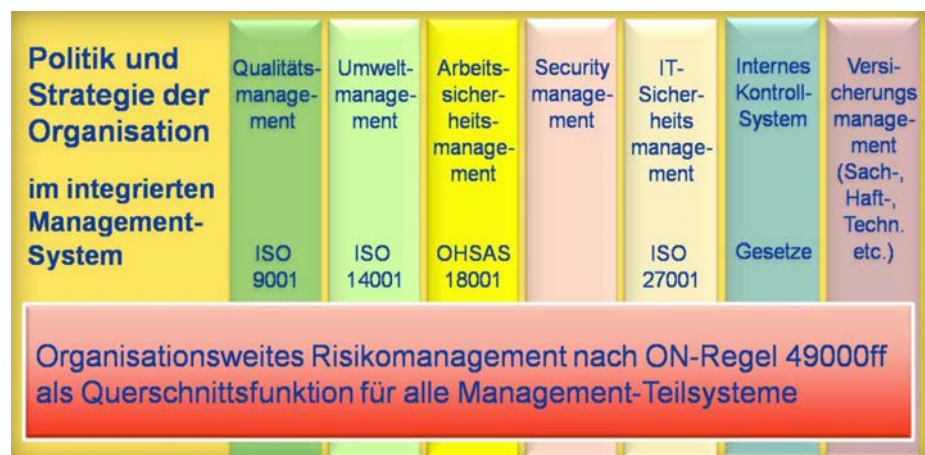 Politik und
Strategie der
Organisation
im integrierten
Management-
System
Qualitäts-
manage-
ment
ISO
9001
Umwelt-
manage-
ment
ISO
14001
Arbeits-
sicher-
heits-
manage-
ment
OHSAS
18001
Security
manage-
ment
IT-
Sicher-
heits
manage-
ment
ISO
27001
Internes
Kontroll-
System
Gesetze
Versi-
cherungs
manage-
ment
(Sach-,
Haft-,
Techn.
etc.)
Organisationsweites Risikomanagement nach ON-Regel 49000ff
als Querschnittsfunktion für alle Management-Teilsysteme